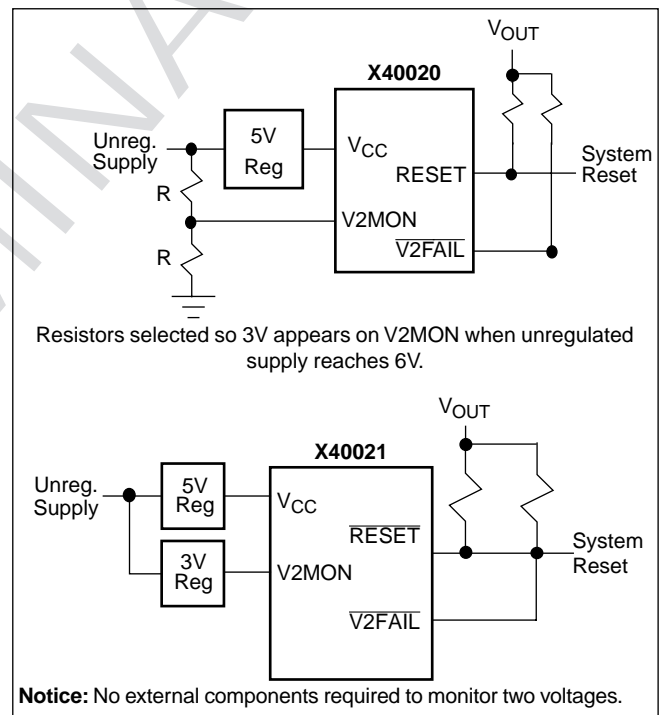 VOUT
X40020
Unreg.
Supply
5V
Reg
VCC
RESET
System
Reset
R
V2MON
V2FAIL
R
Resistors selected so 3V appears on V2MON when unregulated
supply reaches 6V.
VOUT
X40021
Unreg.
Supply
5V
Reg
VCC
RESET
System
Reset
3V
Reg
V2MON
V2FAIL
Notice: No external components required to monitor two voltages.